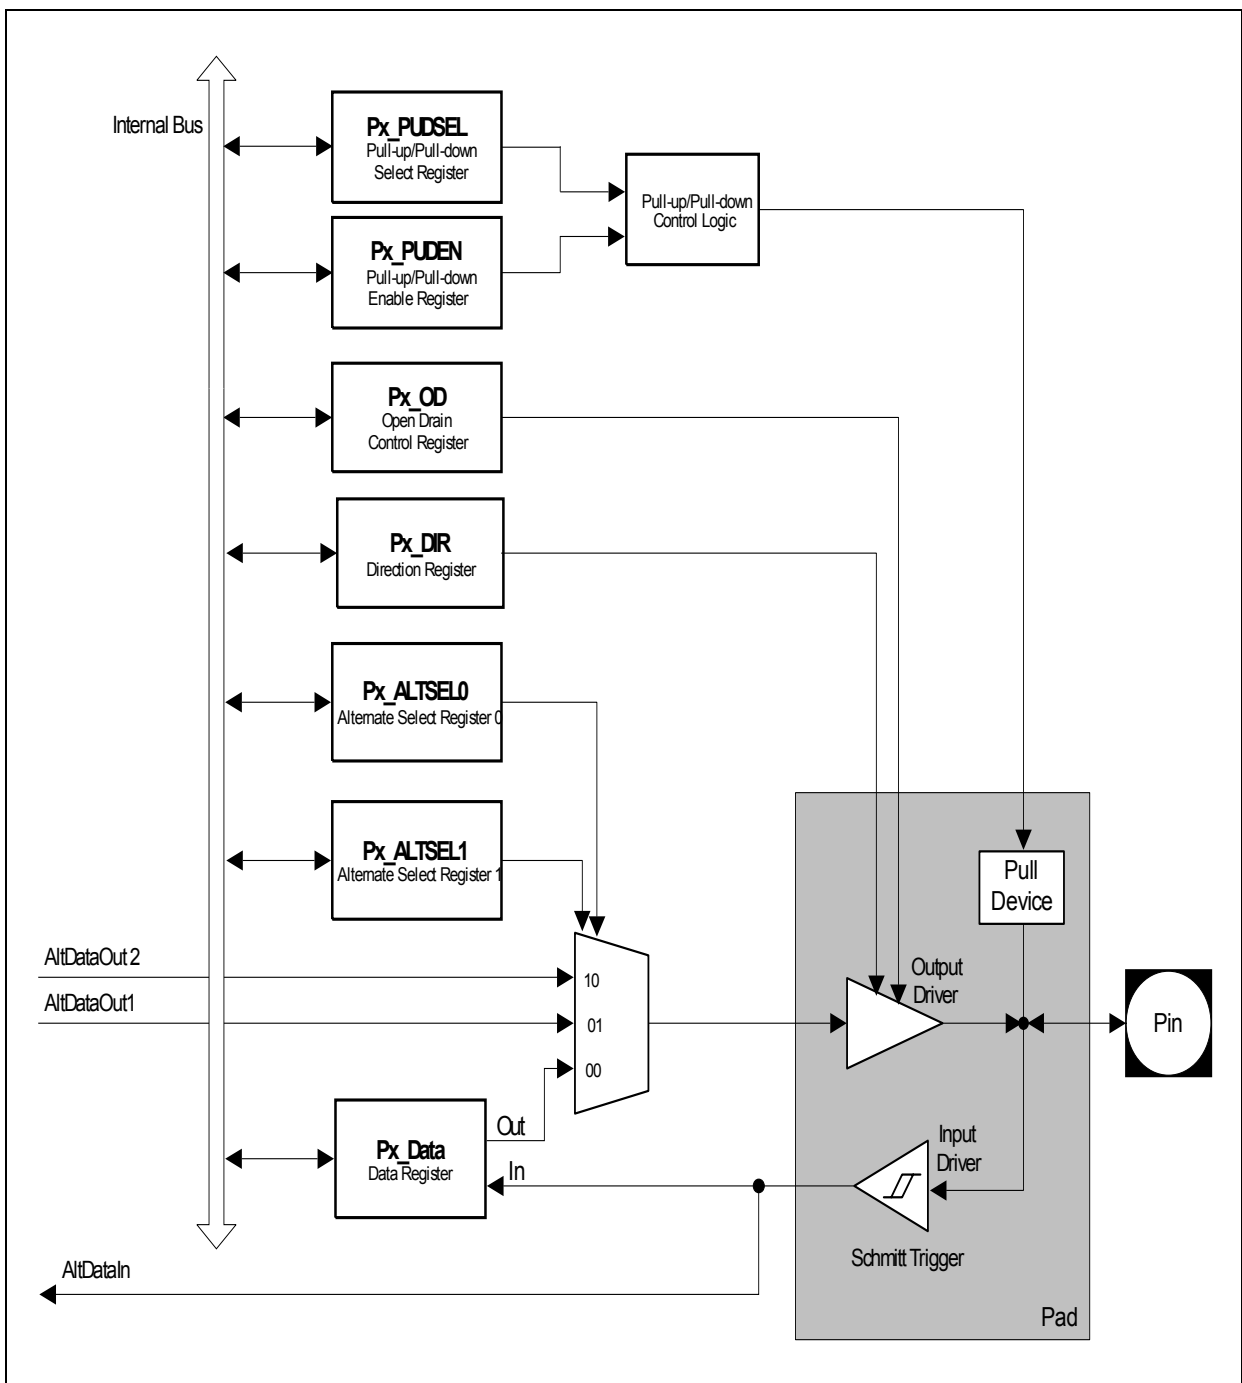 Internal Bus
Px_PUDSEL
Pull-up/Pull-down
Select Register
Pull-up/Pull-down
Control Logic
Px_PUDEN
Pull-up/Pull-down
Enable Register
Px_OD
Open Drain
Control Register
Px_DIR
Direction Register
Px_ALTSEL0
Alternate Select Register 0
Px_ALTSEL1
Alternate Select Register 1
Pull
Device
AltDataOut 2
10
Output
Driver
AltDataOut1
01
Pin
00
Out
Px_Data
Data Register
In
Input
Driver
Schmitt Trigger
AltDataIn
Pad